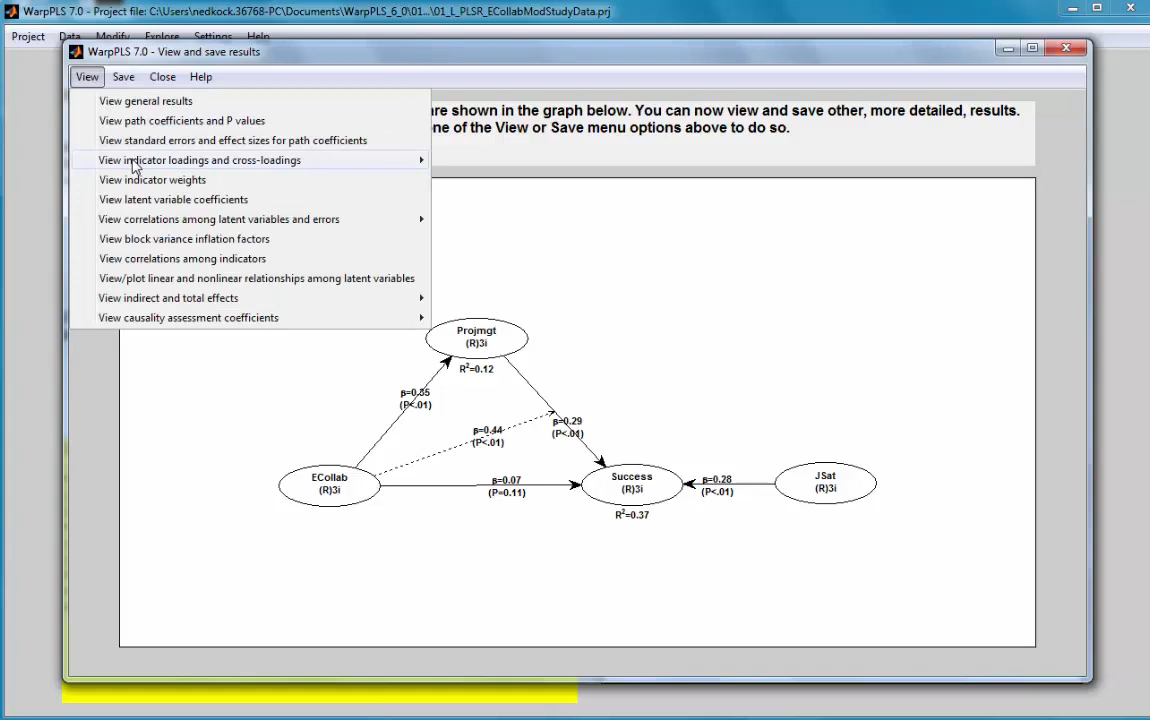 WarpPLS 7.0 - Project file: C:\Users\nedkock.36768-PC\Documents\WarpPLS_6_0\01...\01_L_PLSR_ECollabModStudyData.prj
Project Data Modify Explore Settings Help
WarpPLS 7.0 - View and save results
View Save Close Help
are shown in the graph below. You can now view and save other, more detailed, results.
one of the View or Save menu options above to do so.
View general results
View path coefficients and P values
View standard errors and effect sizes for path coefficients
View indicator loadings and cross-loadings
View indicator weights
View latent variable coefficients
View correlations among latent variables and errors
View block variance inflation factors
View correlations among indicators
View/plot linear and nonlinear relationships among latent variables
View indirect and total effects
View causality assessment coefficients
Projmgt
(R)3i
R²=0.12
β=0.35
(P<.01)
β=0.44
(P<.01)
β=0.29
(P<.01)
ECollab
(R)3i
β=0.07
(P=0.11)
Success
(R)3i
R²=0.37
β=0.28
(P<.01)
JSat
(R)3i